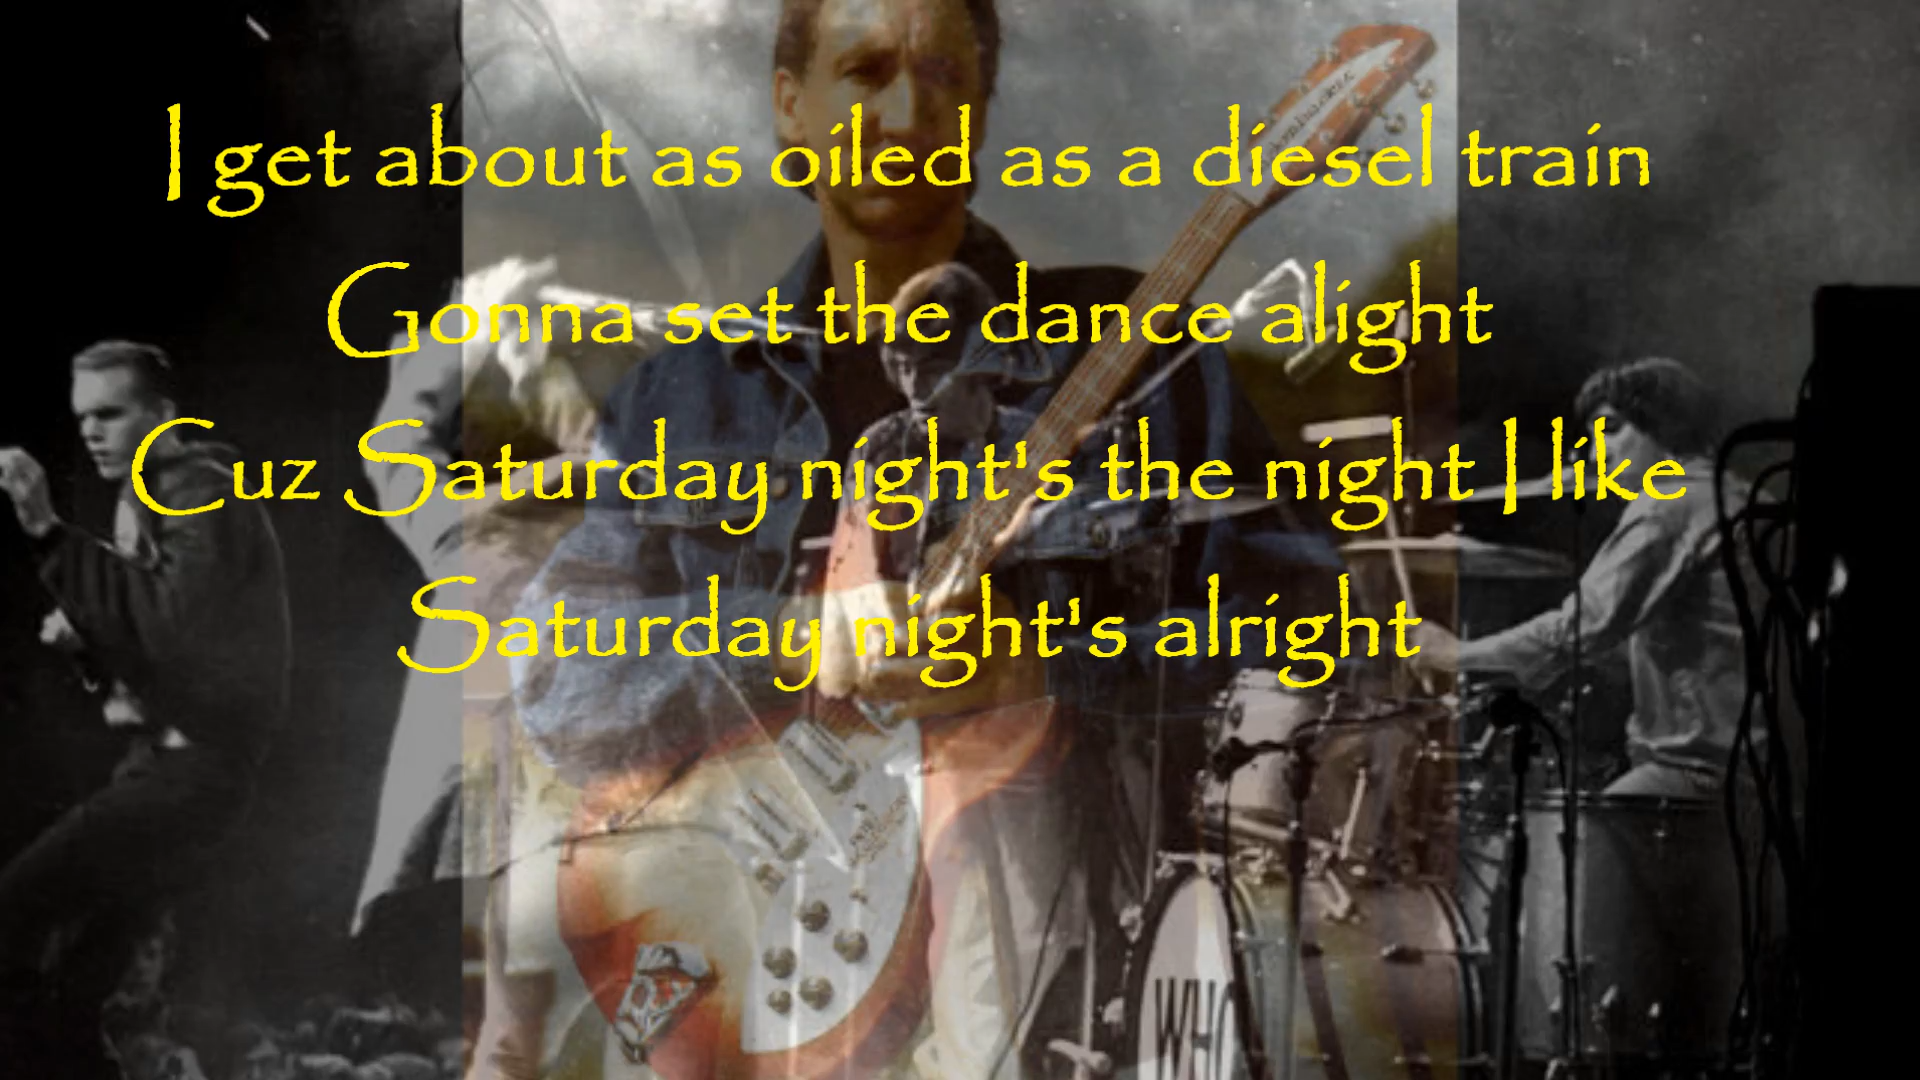 I get about as oiled as a diesel train
Gonna set the dance alight
Cuz Saturday night's the night I like
Saturday night's alright
WHO